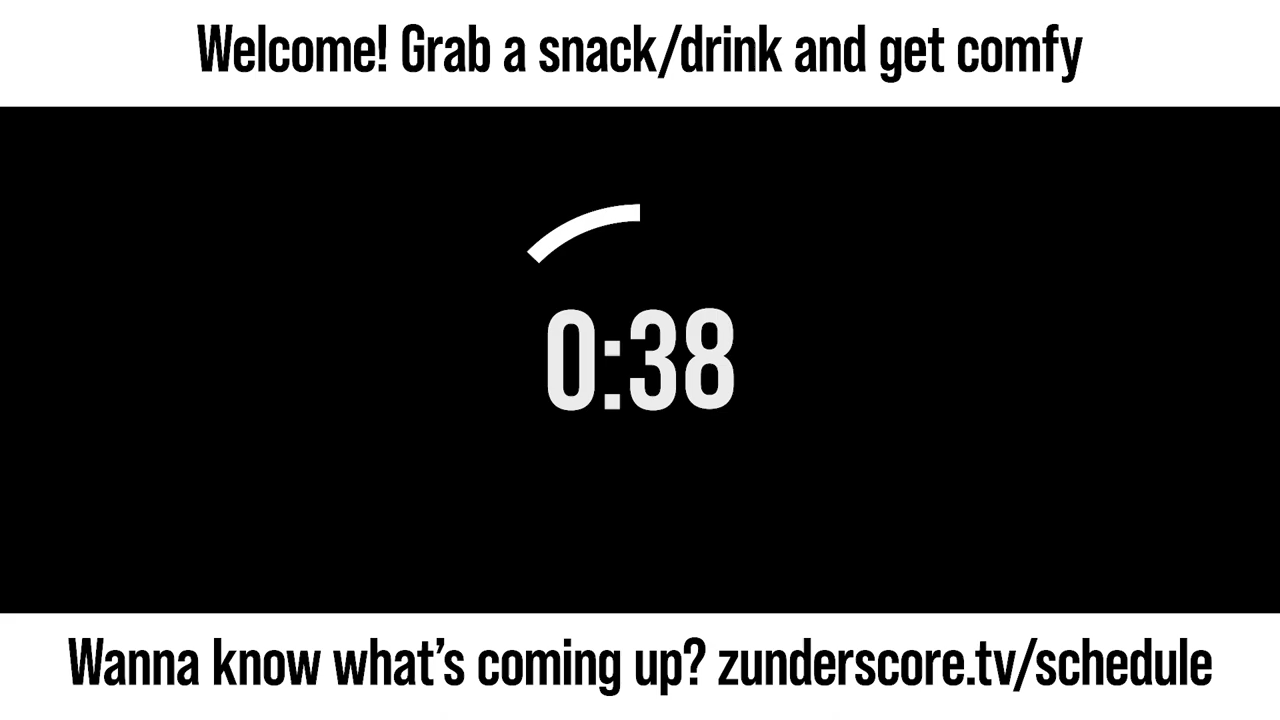 Welcome! Grab a snack/drink and get comfy
0:38
Wanna know what's coming up? zunderscore.tv/schedule